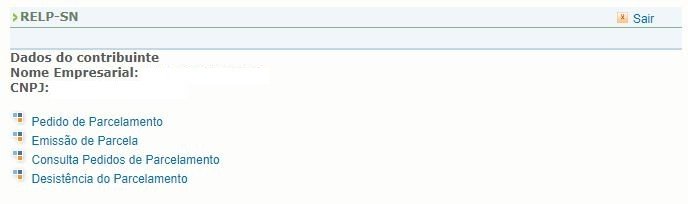 RELP-SN
Sair
Dados do contribuinte
Nome Empresarial:
CNPJ:
Pedido de Parcelamento
Emissão de Parcela
Consulta Pedidos de Parcelamento
Desistência do Parcelamento